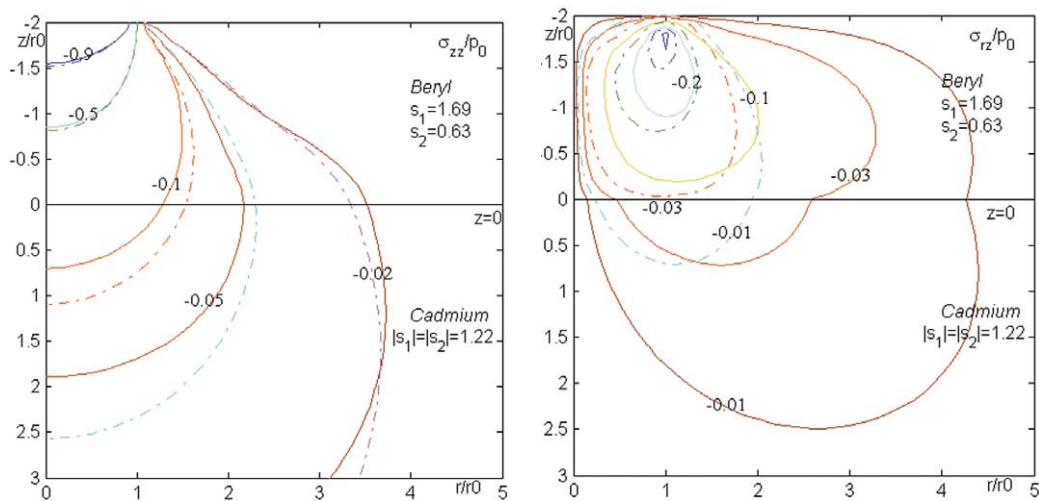 -2
z/r0
-1.5
-1
-0.5
0
0.5
1
1.5
2
2.5
3
0
1
2
3
4
r/r0
5
σzz/p0
Beryl
s1=1.69
s2=0.63
-0.9
-0.5
-0.1
z=0
-0.05
-0.02
Cadmium
|s1|=|s2|=1.22
-2
z/r0
-1.5
-1
-0.5
0
0.5
1
1.5
2
2.5
3
0
1
2
3
4
r/r0
5
σrz/p0
Beryl
s1=1.69
s2=0.63
-0.2
-0.1
-0.03
-0.03
z=0
-0.01
Cadmium
|s1|=|s2|=1.22
-0.01